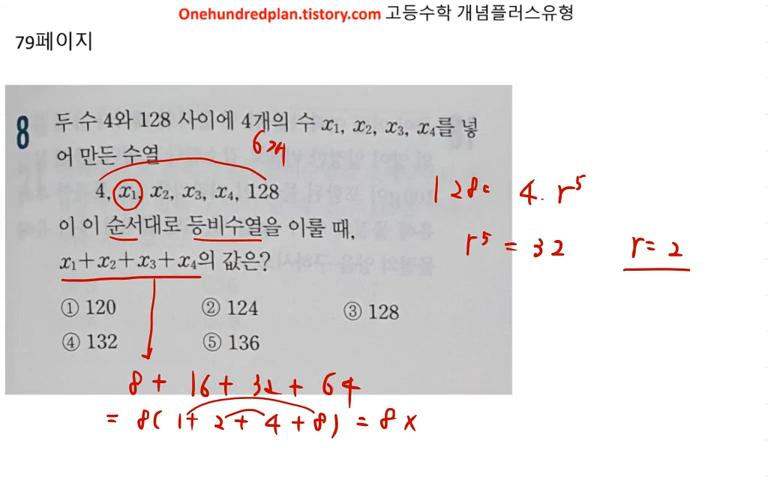 Onehundredplan.tistory.com 고등수학 개념플러스유형
79페이지
8 두 수 4와 128 사이에 4개의 수 x₁, x₂, x₃, x₄를 넣
어 만든 수열
6개
4, x₁, x₂, x₃, x₄, 128
이 이 순서대로 등비수열을 이룰 때,
x₁+x₂+x₃+x₄의 값은?
① 120 ② 124 ③ 128
④ 132 ⑤ 136
128 = 4 · r⁵
r⁵ = 32 r = 2
8 + 16 + 32 + 64
= 8( 1 + 2 + 4 + 8 ) = 8 ×